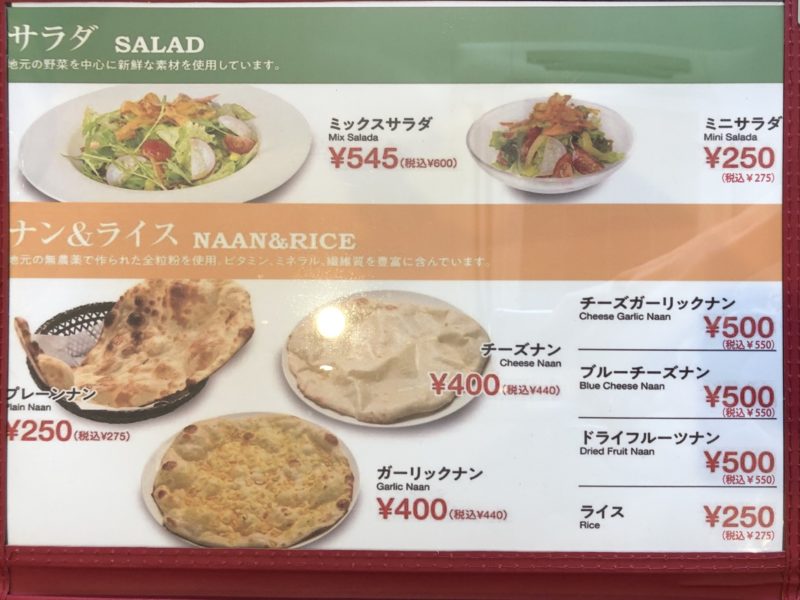 サラダ SALAD
地元の野菜を中心に新鮮な素材を使用しています。
ミックスサラダ
Mix Salada
¥545(税込¥600)
ミニサラダ
Mini Salada
¥250
(税込¥275)
ナン&ライス NAAN&RICE
地元の無農薬で作られた全粒粉を使用。ビタミン、ミネラル、繊維質を豊富に含んでいます。
プレーンナン
Plain Naan
¥250(税込¥275)
チーズナン
Cheese Naan
¥400(税込¥440)
ガーリックナン
Garlic Naan
¥400(税込¥440)
チーズガーリックナン
Cheese Garlic Naan
¥500
(税込¥550)
ブルーチーズナン
Blue Cheese Naan
¥500
(税込¥550)
ドライフルーツナン
Dried Fruit Naan
¥500
(税込¥550)
ライス
Rice
¥250
(税込¥275)